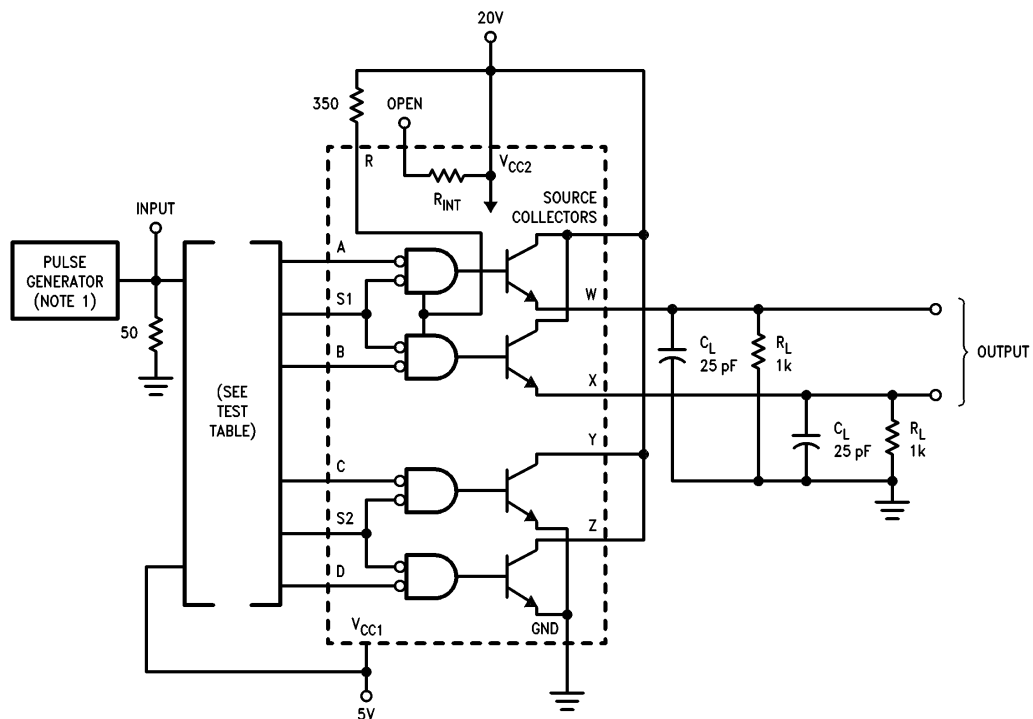 20V
350
OPEN
R
V_CC2
R_INT
SOURCE
COLLECTORS
INPUT
PULSE
GENERATOR
(NOTE 1)
50
A
S1
B
W
C_L
25 pF
R_L
1k
OUTPUT
X
(SEE
TEST
TABLE)
C_L
25 pF
R_L
1k
Y
C
S2
Z
D
V_CC1
GND
5V